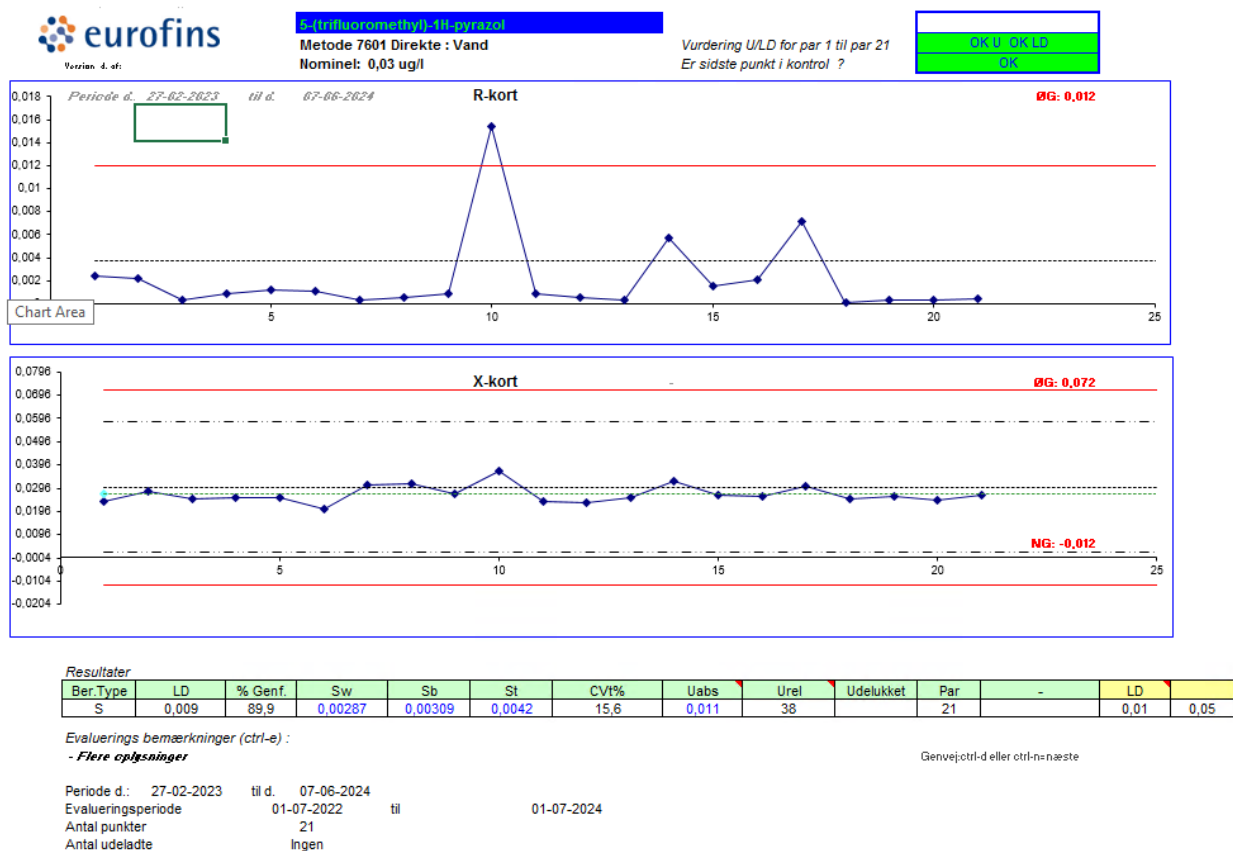 eurofins
Version d. af:
5-(trifluoromethyl)-1H-pyrazol
Metode 7601 Direkte : Vand
Nominel: 0,03 ug/l
Vurdering U/LD for par 1 til par 21
OK U OK LD
Er sidste punkt i kontrol ?
OK
Periode d. 27-02-2023 til d. 07-06-2024
R-kort
ØG: 0,012
0,018
0,016
0,014
0,012
0,01
0,008
0,006
0,004
0,002
Chart Area
5
10
15
20
25
X-kort
-
ØG: 0,072
0,0796
0,0696
0,0596
0,0496
0,0396
0,0296
0,0196
0,0096
-0,0004
-0,0104
-0,0204
NG: -0,012
0
5
10
15
20
25
Resultater
Ber.Type LD % Genf. Sw Sb St CVt% Uabs Urel Udelukket Par - LD
S 0,009 89,9 0,00287 0,00309 0,0042 15,6 0,011 38 21 0,01 0,05
Evaluerings bemærkninger (ctrl-e) :
- Flere oplysninger
Genvej:ctrl-d eller ctrl-n=næste
Periode d.: 27-02-2023 til d. 07-06-2024
Evalueringsperiode 01-07-2022 til 01-07-2024
Antal punkter 21
Antal udeladte Ingen